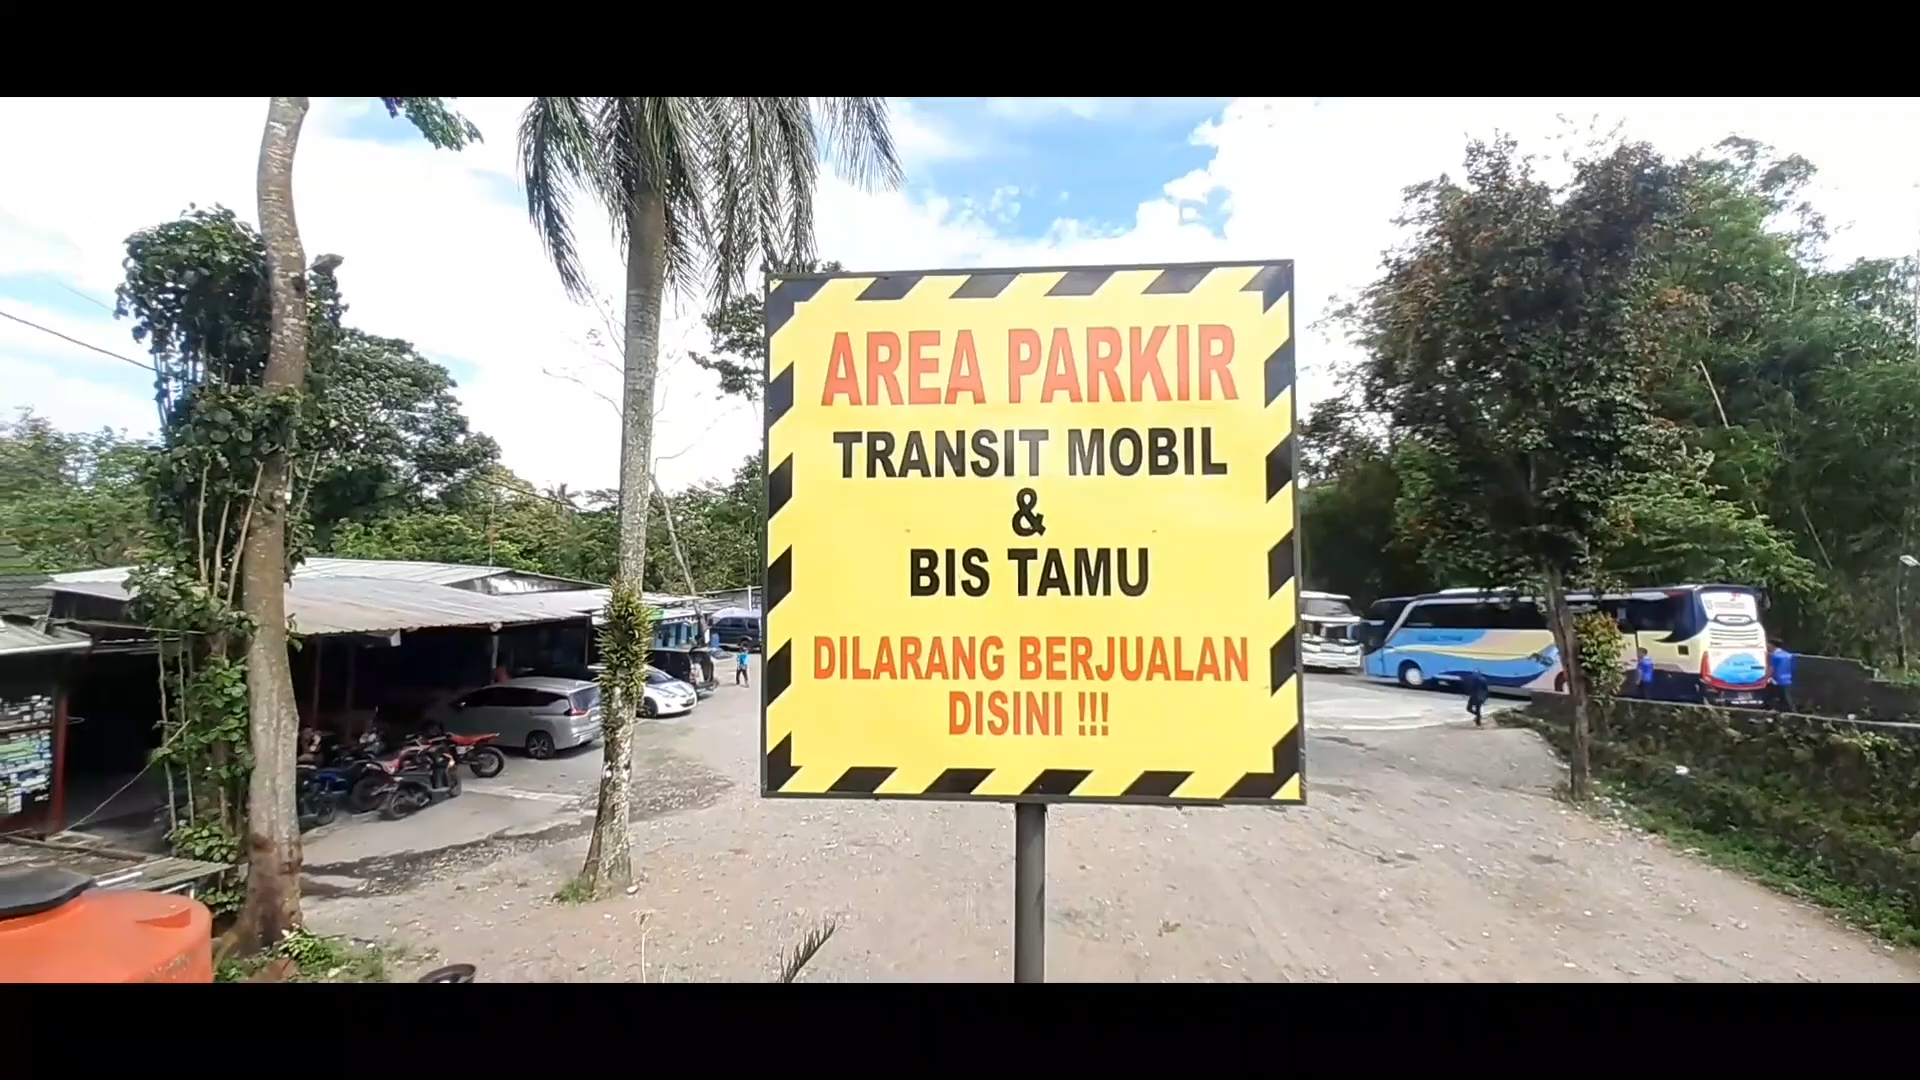 AREA PARKIR
TRANSIT MOBIL
&
BIS TAMU
DILARANG BERJUALAN
DISINI !!!